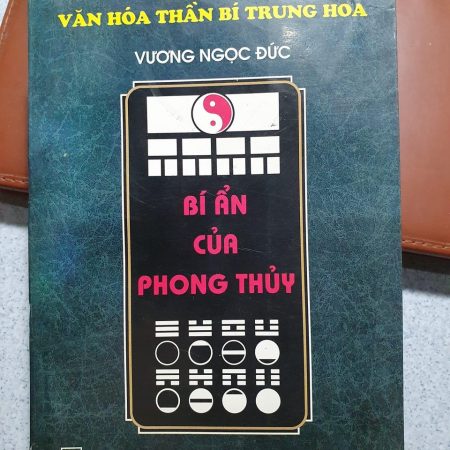 VĂN HÓA THẦN BÍ TRUNG HOA
VƯƠNG NGỌC ĐỨC
BÍ ẨN
CỦA
PHONG THỦY